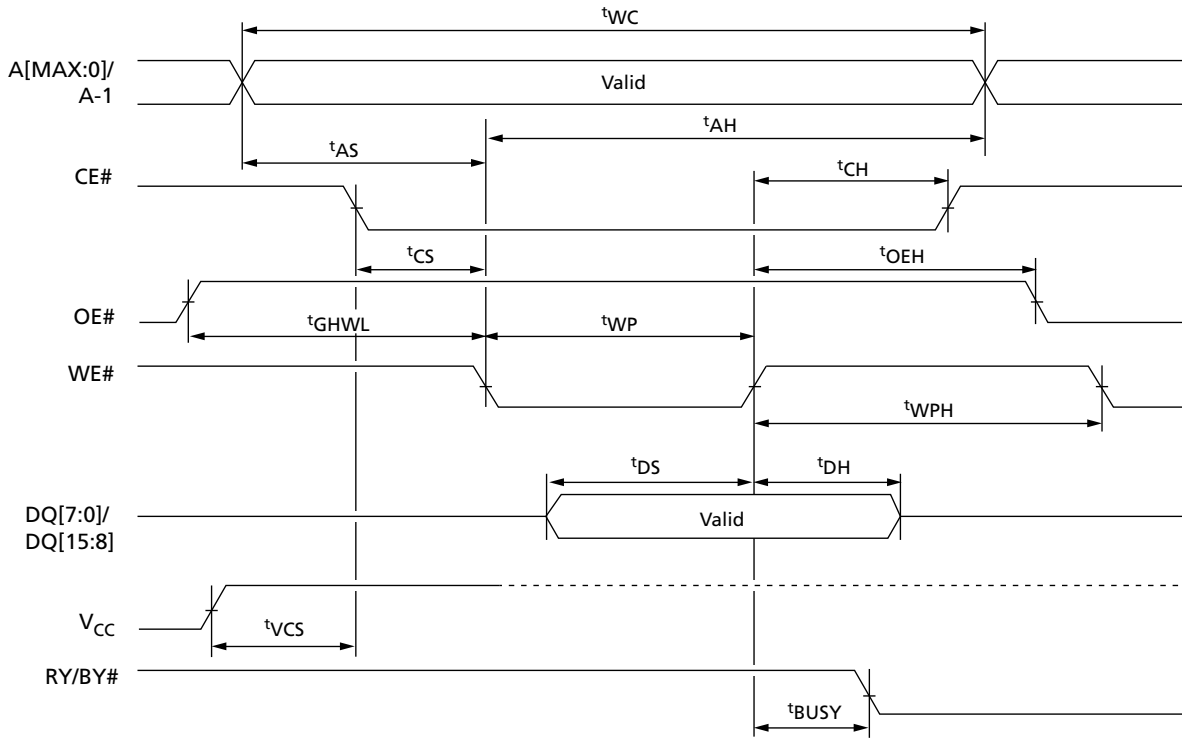 tWC
A[MAX:0]/
A-1
Valid
tAH
tAS
CE#
tCH
tCS
tOEH
OE#
tGHWL
tWP
WE#
tWPH
tDS
tDH
DQ[7:0]/
DQ[15:8]
Valid
VCC
tVCS
RY/BY#
tBUSY